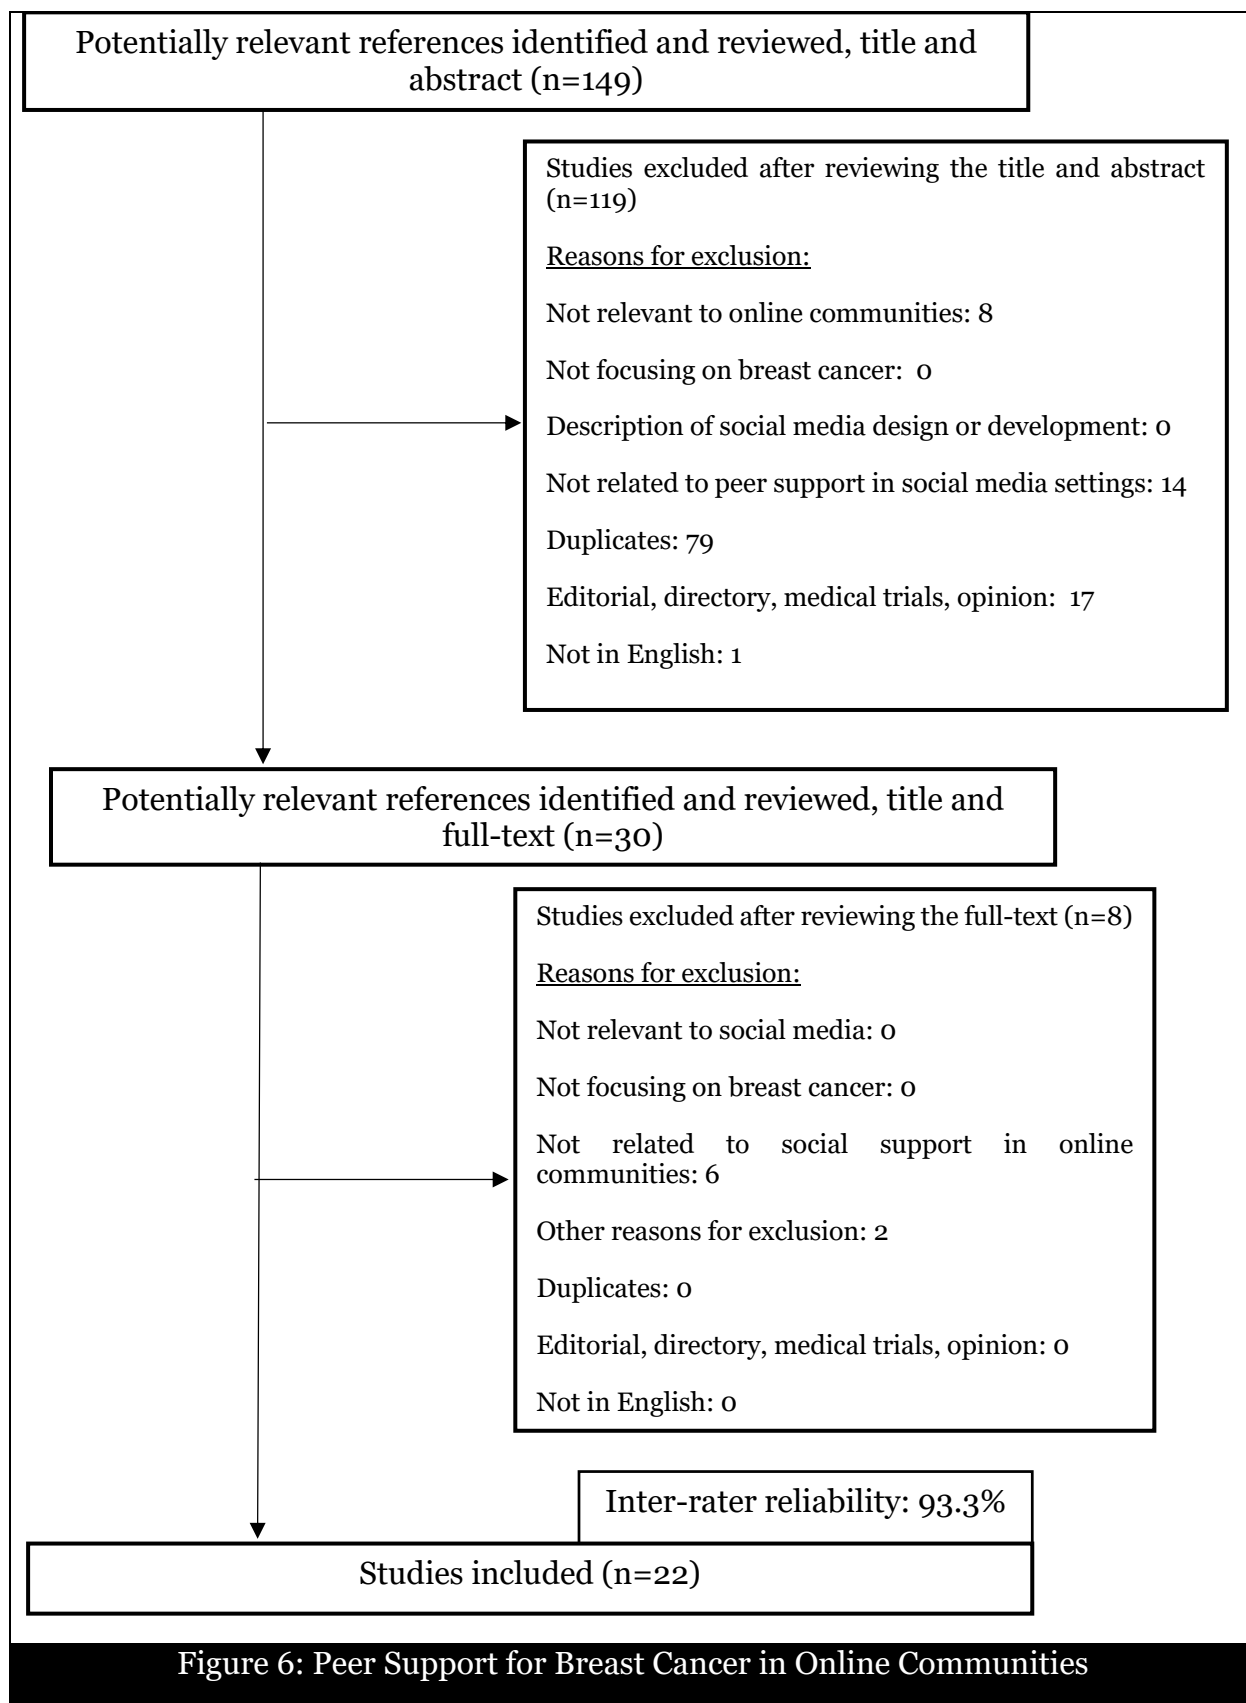 Potentially relevant references identified and reviewed, title and
abstract (n=149)
Studies excluded after reviewing the title and abstract
(n=119)
Reasons for exclusion:
Not relevant to online communities: 8
Not focusing on breast cancer: 0
Description of social media design or development: 0
Not related to peer support in social media settings: 14
Duplicates: 79
Editorial, directory, medical trials, opinion: 17
Not in English: 1
Potentially relevant references identified and reviewed, title and
full-text (n=30)
Studies excluded after reviewing the full-text (n=8)
Reasons for exclusion:
Not relevant to social media: 0
Not focusing on breast cancer: 0
Not related to social support in online
communities: 6
Other reasons for exclusion: 2
Duplicates: 0
Editorial, directory, medical trials, opinion: 0
Not in English: 0
Inter-rater reliability: 93.3%
Studies included (n=22)
Figure 6: Peer Support for Breast Cancer in Online Communities